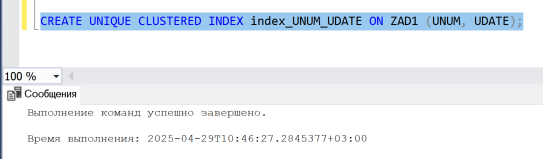 CREATE UNIQUE CLUSTERED INDEX index_UNUM_UDATE ON ZAD1 (UNUM, UDATE);
100 %
Сообщения
Выполнение команд успешно завершено.
Время выполнения: 2025-04-29T10:46:27.2845377+03:00